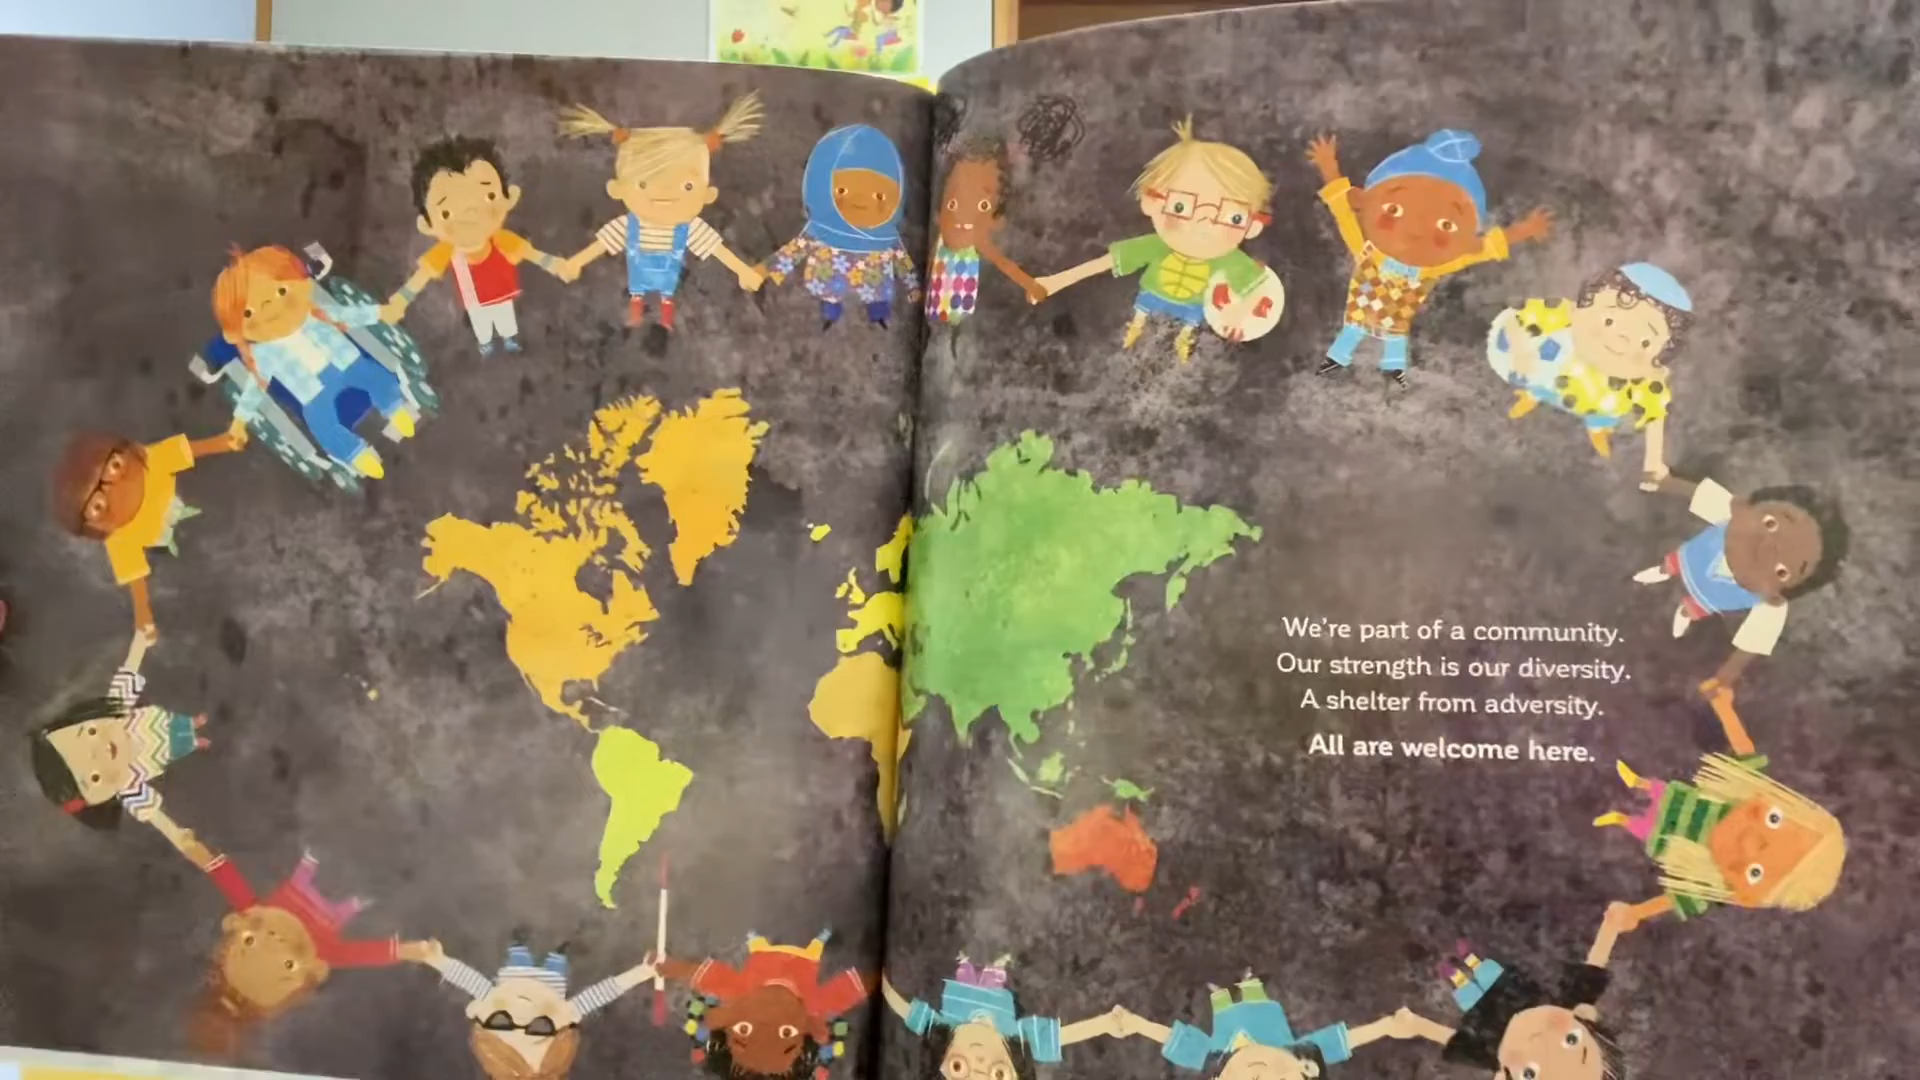 We're part of a community.
Our strength is our diversity.
A shelter from adversity.
All are welcome here.